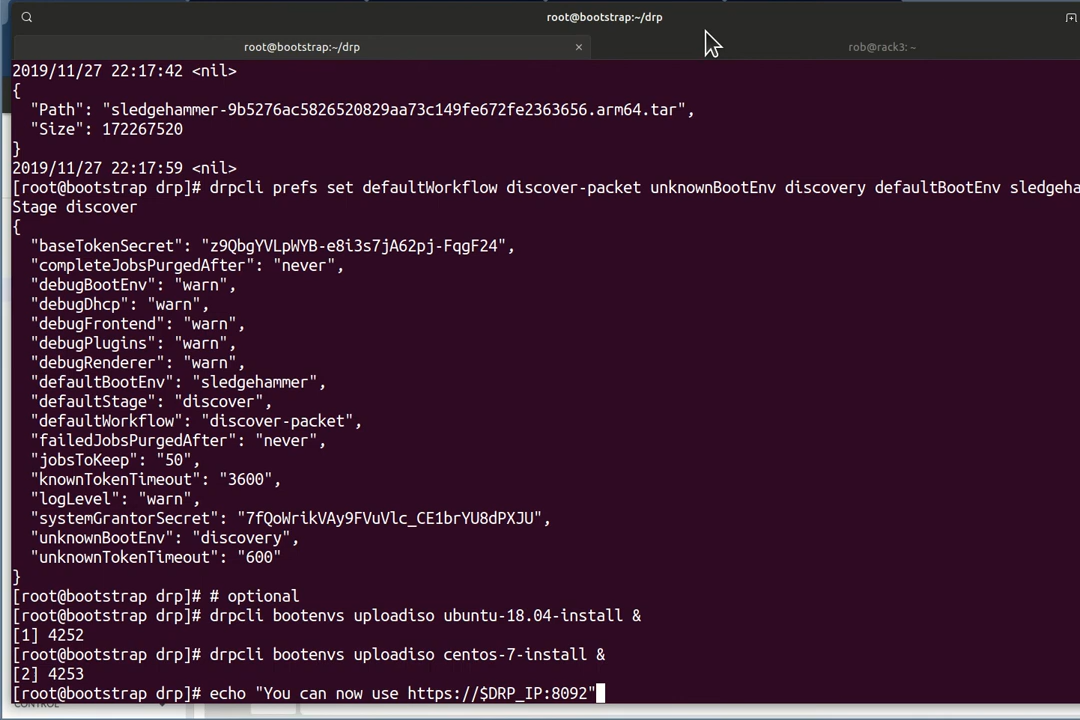 root@bootstrap:~/drp
root@bootstrap:~/drp × rob@rack3: ~
2019/11/27 22:17:42 <nil>
{
"Path": "sledgehammer-9b5276ac5826520829aa73c149fe672fe2363656.arm64.tar",
"Size": 172267520
}
2019/11/27 22:17:59 <nil>
[root@bootstrap drp]# drpcli prefs set defaultWorkflow discover-packet unknownBootEnv discovery defaultBootEnv sledgeha
Stage discover
{
"baseTokenSecret": "z9QbgYVLpWYB-e8i3s7jA62pj-FqgF24",
"completeJobsPurgedAfter": "never",
"debugBootEnv": "warn",
"debugDhcp": "warn",
"debugFrontend": "warn",
"debugPlugins": "warn",
"debugRenderer": "warn",
"defaultBootEnv": "sledgehammer",
"defaultStage": "discover",
"defaultWorkflow": "discover-packet",
"failedJobsPurgedAfter": "never",
"jobsToKeep": "50",
"knownTokenTimeout": "3600",
"logLevel": "warn",
"systemGrantorSecret": "7fQoWrikVAy9FVuVlc_CE1brYU8dPXJU",
"unknownBootEnv": "discovery",
"unknownTokenTimeout": "600"
}
[root@bootstrap drp]# # optional
[root@bootstrap drp]# drpcli bootenvs uploadiso ubuntu-18.04-install &
[1] 4252
[root@bootstrap drp]# drpcli bootenvs uploadiso centos-7-install &
[2] 4253
[root@bootstrap drp]# echo "You can now use https://$DRP_IP:8092"
CONTROL